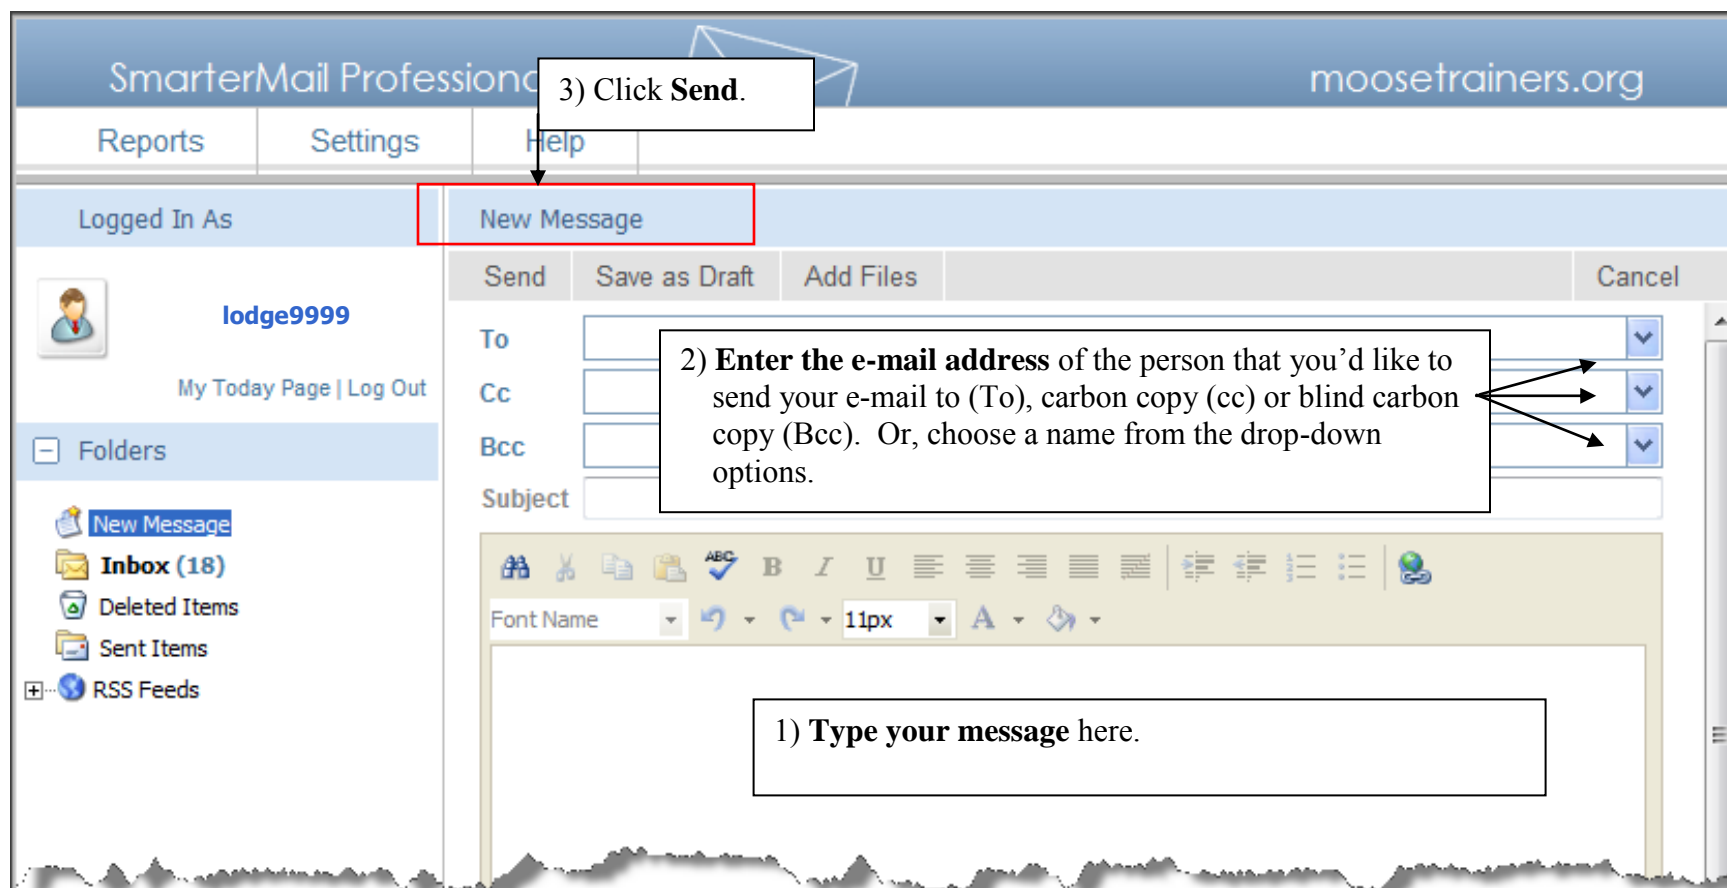 SmarterMail Professiona
moosetrainers.org
3) Click Send.
Reports Settings Help
Logged In As
New Message
Send Save as Draft Add Files Cancel
lodge9999
My Today Page | Log Out
Folders
New Message
Inbox (18)
Deleted Items
Sent Items
RSS Feeds
To
Cc
Bcc
Subject
2) Enter the e-mail address of the person that you’d like to
send your e-mail to (To), carbon copy (cc) or blind carbon
copy (Bcc). Or, choose a name from the drop-down
options.
ABC B I U
Font Name 11px A
1) Type your message here.